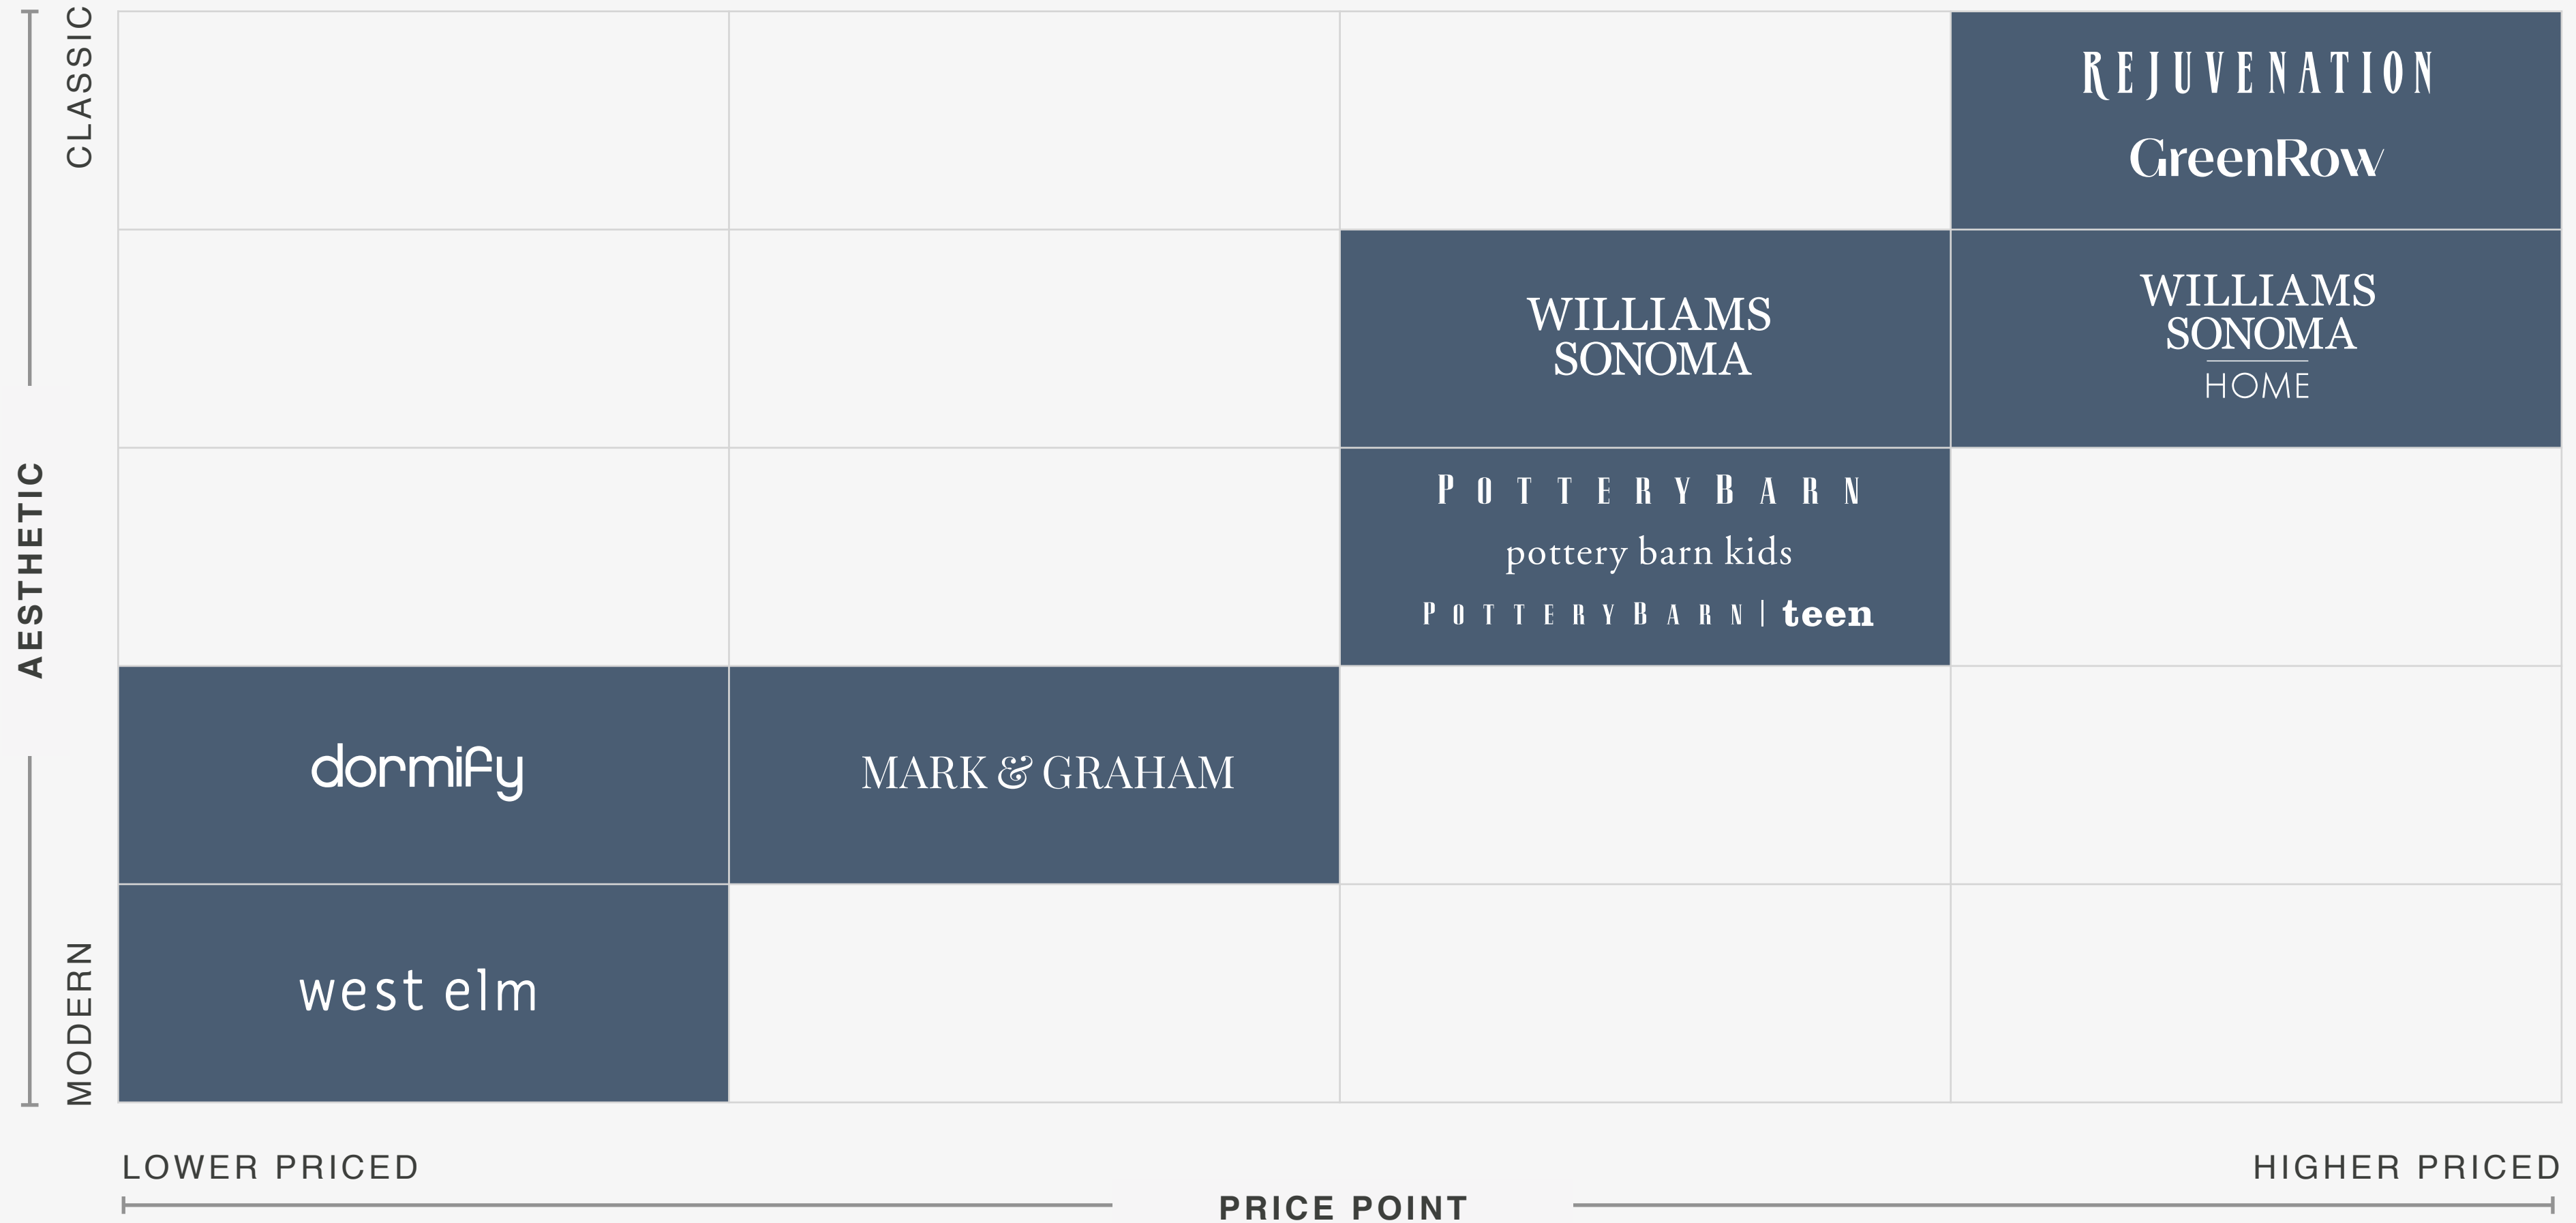 CLASSIC
REJUVENATION
GreenRow
WILLIAMS
SONOMA
WILLIAMS
SONOMA
HOME
AESTHETIC
POTTERY BARN
pottery barn kids
POTTERY BARN | teen
dormify
MARK & GRAHAM
MODERN
west elm
LOWER PRICED
HIGHER PRICED
PRICE POINT